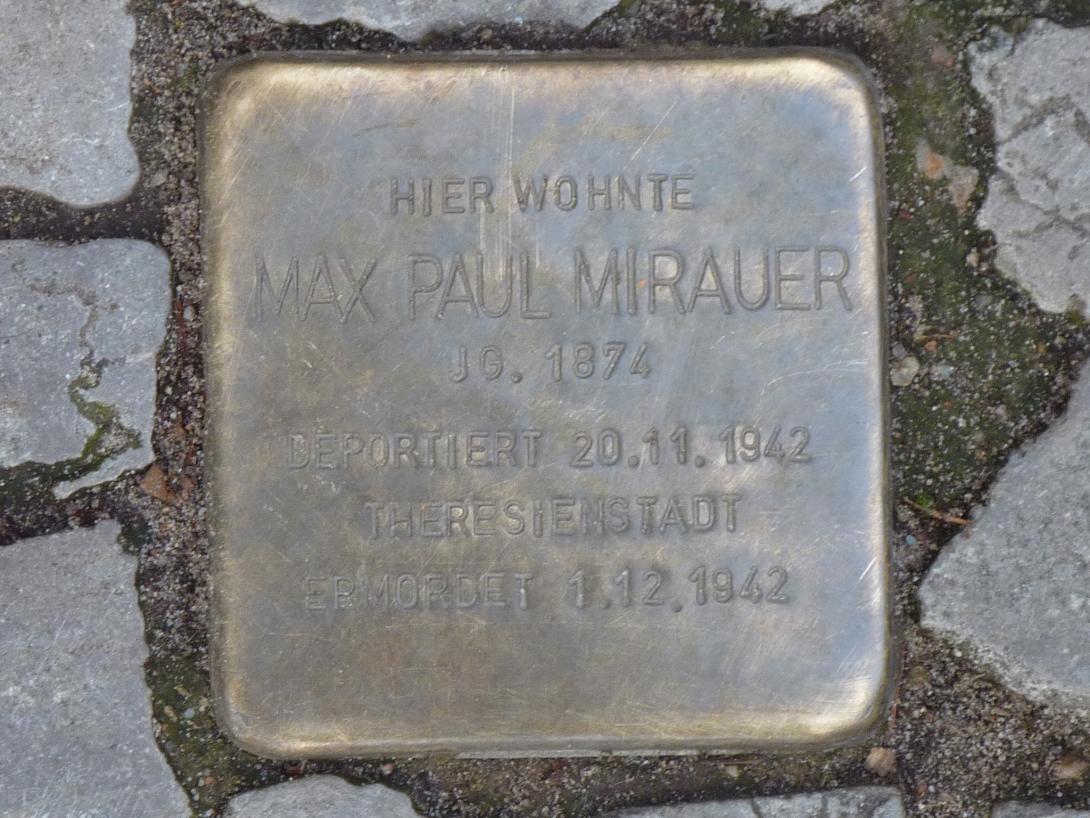 HIER WOHNTE
MAX PAUL MIRAUER
JG. 1874
DEPORTIERT 20.11.1942
THERESIENSTADT
ERMORDET 1.12.1942